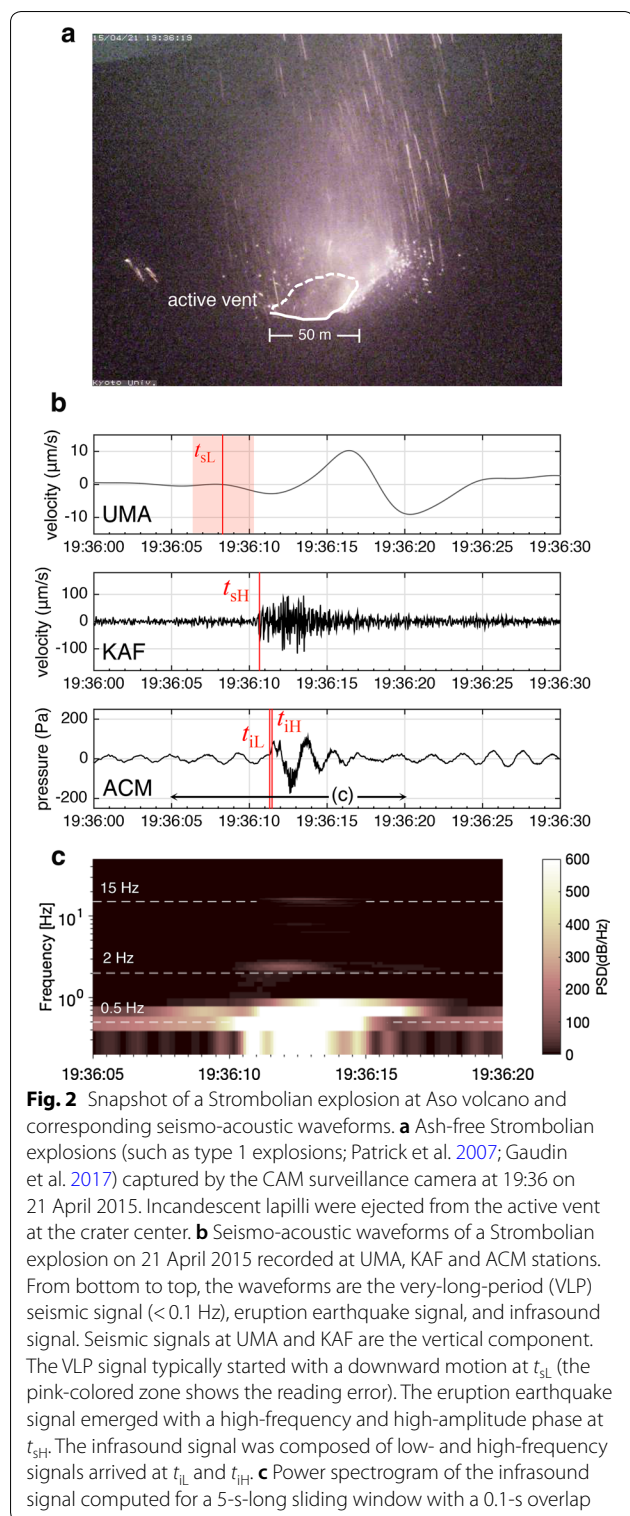 a
15/04/21 19:36:19
active vent
50 m
Kyoto Univ.
b
velocity (μm/s)
10
0
-10
t_sL
UMA
19:36:00 19:36:05 19:36:10 19:36:15 19:36:20 19:36:25 19:36:30
velocity (μm/s)
100
0
-100
t_sH
KAF
19:36:00 19:36:05 19:36:10 19:36:15 19:36:20 19:36:25 19:36:30
pressure (Pa)
200
0
-200
t_iL
t_iH
ACM
(c)
19:36:00 19:36:05 19:36:10 19:36:15 19:36:20 19:36:25 19:36:30
c
Frequency [Hz]
10¹
10⁰
15 Hz
2 Hz
0.5 Hz
19:36:05 19:36:10 19:36:15 19:36:20
600
500
400
300
200
100
0
PSD(dB/Hz)
Fig. 2 Snapshot of a Strombolian explosion at Aso volcano and
corresponding seismo-acoustic waveforms. a Ash-free Strombolian
explosions (such as type 1 explosions; Patrick et al. 2007; Gaudin
et al. 2017) captured by the CAM surveillance camera at 19:36 on
21 April 2015. Incandescent lapilli were ejected from the active vent
at the crater center. b Seismo-acoustic waveforms of a Strombolian
explosion on 21 April 2015 recorded at UMA, KAF and ACM stations.
From bottom to top, the waveforms are the very-long-period (VLP)
seismic signal (< 0.1 Hz), eruption earthquake signal, and infrasound
signal. Seismic signals at UMA and KAF are the vertical component.
The VLP signal typically started with a downward motion at t_sL (the
pink-colored zone shows the reading error). The eruption earthquake
signal emerged with a high-frequency and high-amplitude phase at
t_sH. The infrasound signal was composed of low- and high-frequency
signals arrived at t_iL and t_iH. c Power spectrogram of the infrasound
signal computed for a 5-s-long sliding window with a 0.1-s overlap